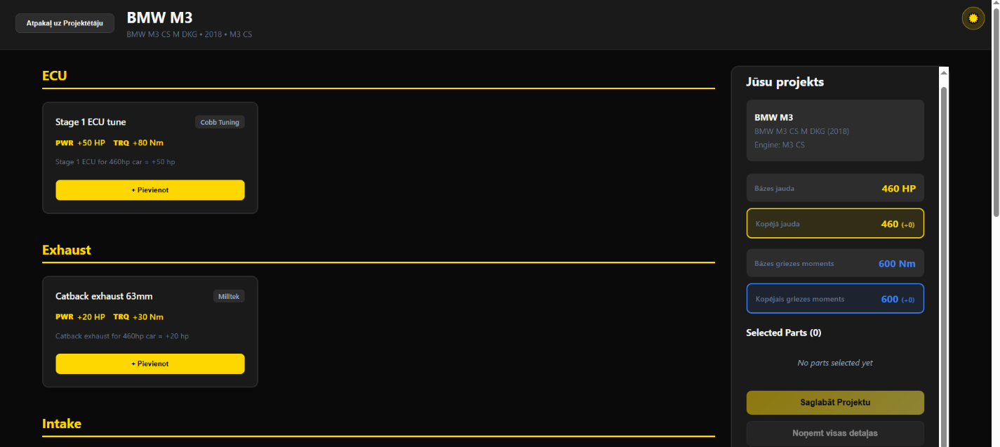 Atpakaļ uz Projektētāju
BMW M3
BMW M3 CS M DKG • 2018 • M3 CS
ECU
Stage 1 ECU tune
Cobb Tuning
PWR +50 HP TRQ +80 Nm
Stage 1 ECU for 460hp car = +50 hp
+ Pievienot
Exhaust
Catback exhaust 63mm
Milltek
PWR +20 HP TRQ +30 Nm
Catback exhaust for 460hp car = +20 hp
+ Pievienot
Intake
Jūsu projekts
BMW M3
BMW M3 CS M DKG (2018)
Engine: M3 CS
Bāzes jauda 460 HP
Kopējā jauda 460 (+0)
Bāzes griezes moments 600 Nm
Kopējais griezes moments 600 (+0)
Selected Parts (0)
No parts selected yet
Saglabāt Projektu
Noņemt visas detaļas